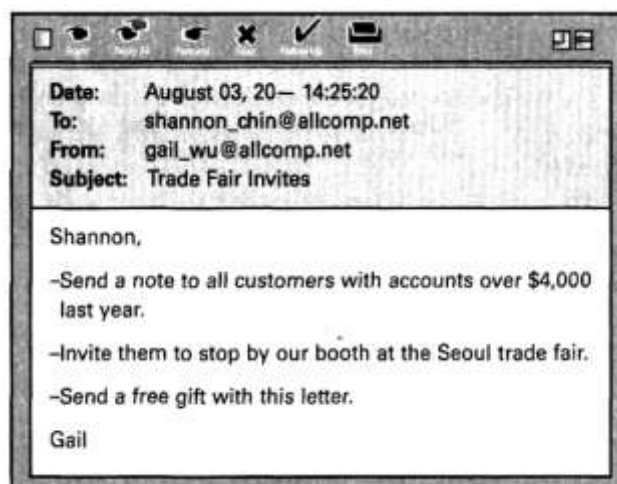 Date: August 03, 20— 14:25:20
To: shannon_chin@allcomp.net
From: gail_wu@allcomp.net
Subject: Trade Fair Invites
Shannon,
–Send a note to all customers with accounts over $4,000
last year.
–Invite them to stop by our booth at the Seoul trade fair.
–Send a free gift with this letter.
Gail